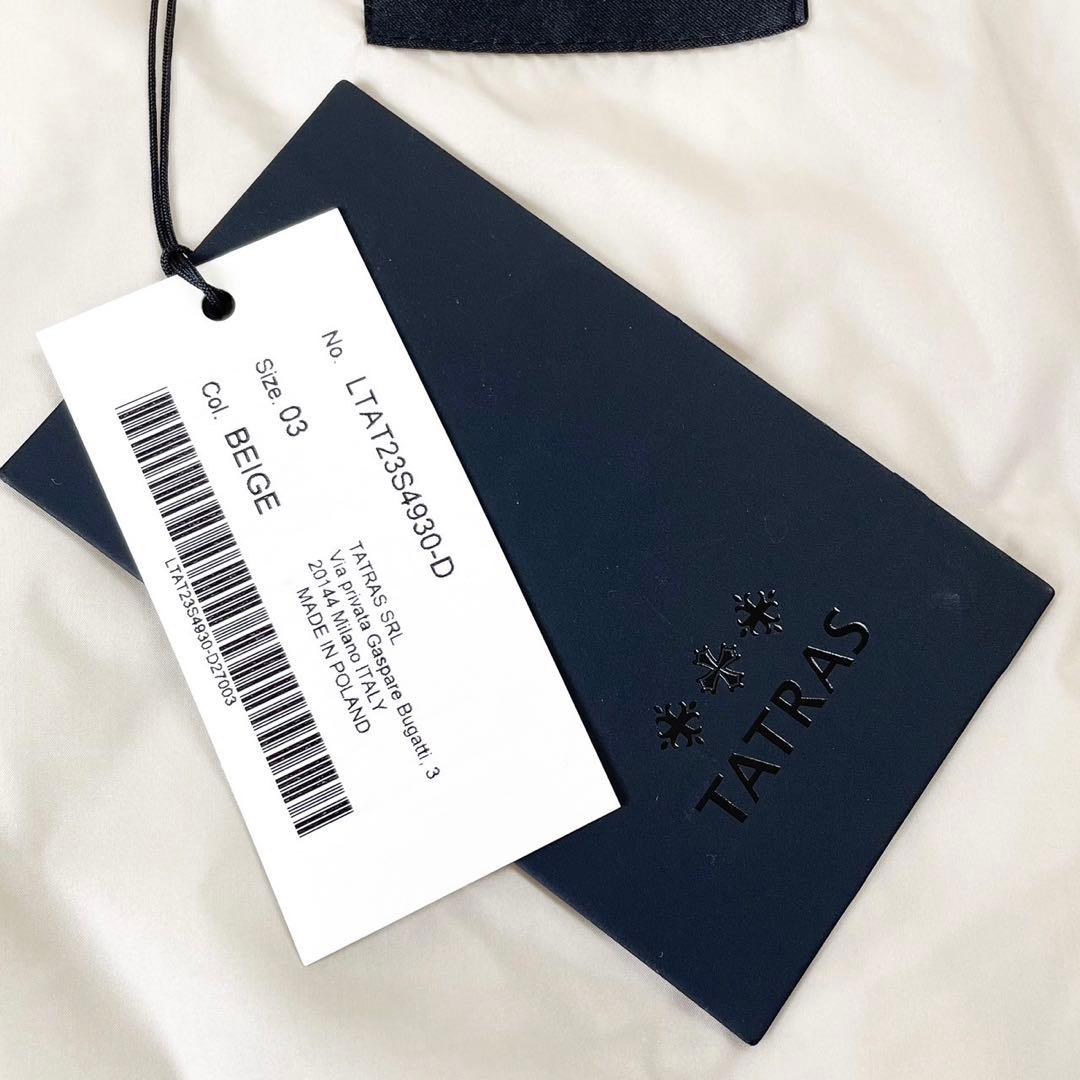 No. LTAT23S4930-D
Size. 03
Col. BEIGE
TATRAS SRL
Via privata Gaspare Bugatti, 3
20144 Milano ITALY
MADE IN POLAND
LTAT23S4930-D27003
TATRAS